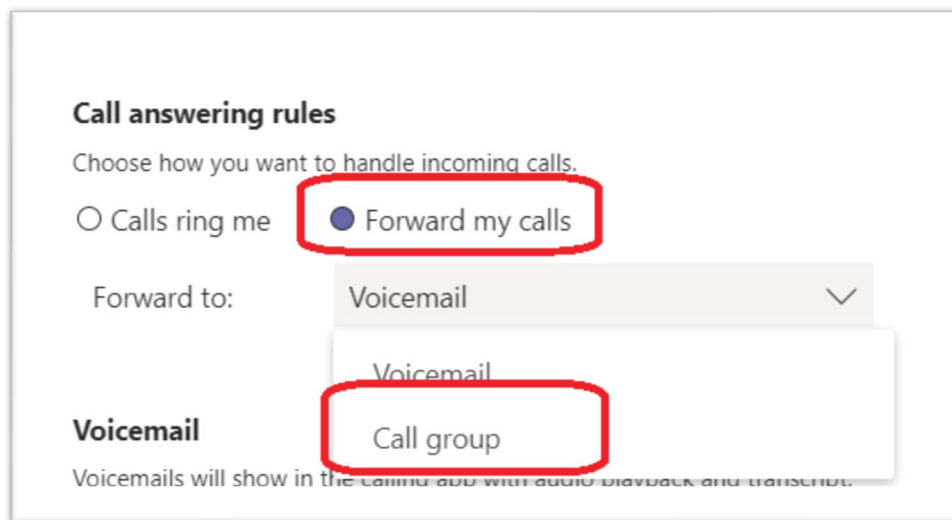 Call answering rules
Choose how you want to handle incoming calls.
Calls ring me Forward my calls
Forward to: Voicemail
Voicemail
Call group
Voicemail
Voicemails will show in the calling app with audio playback and transcript.